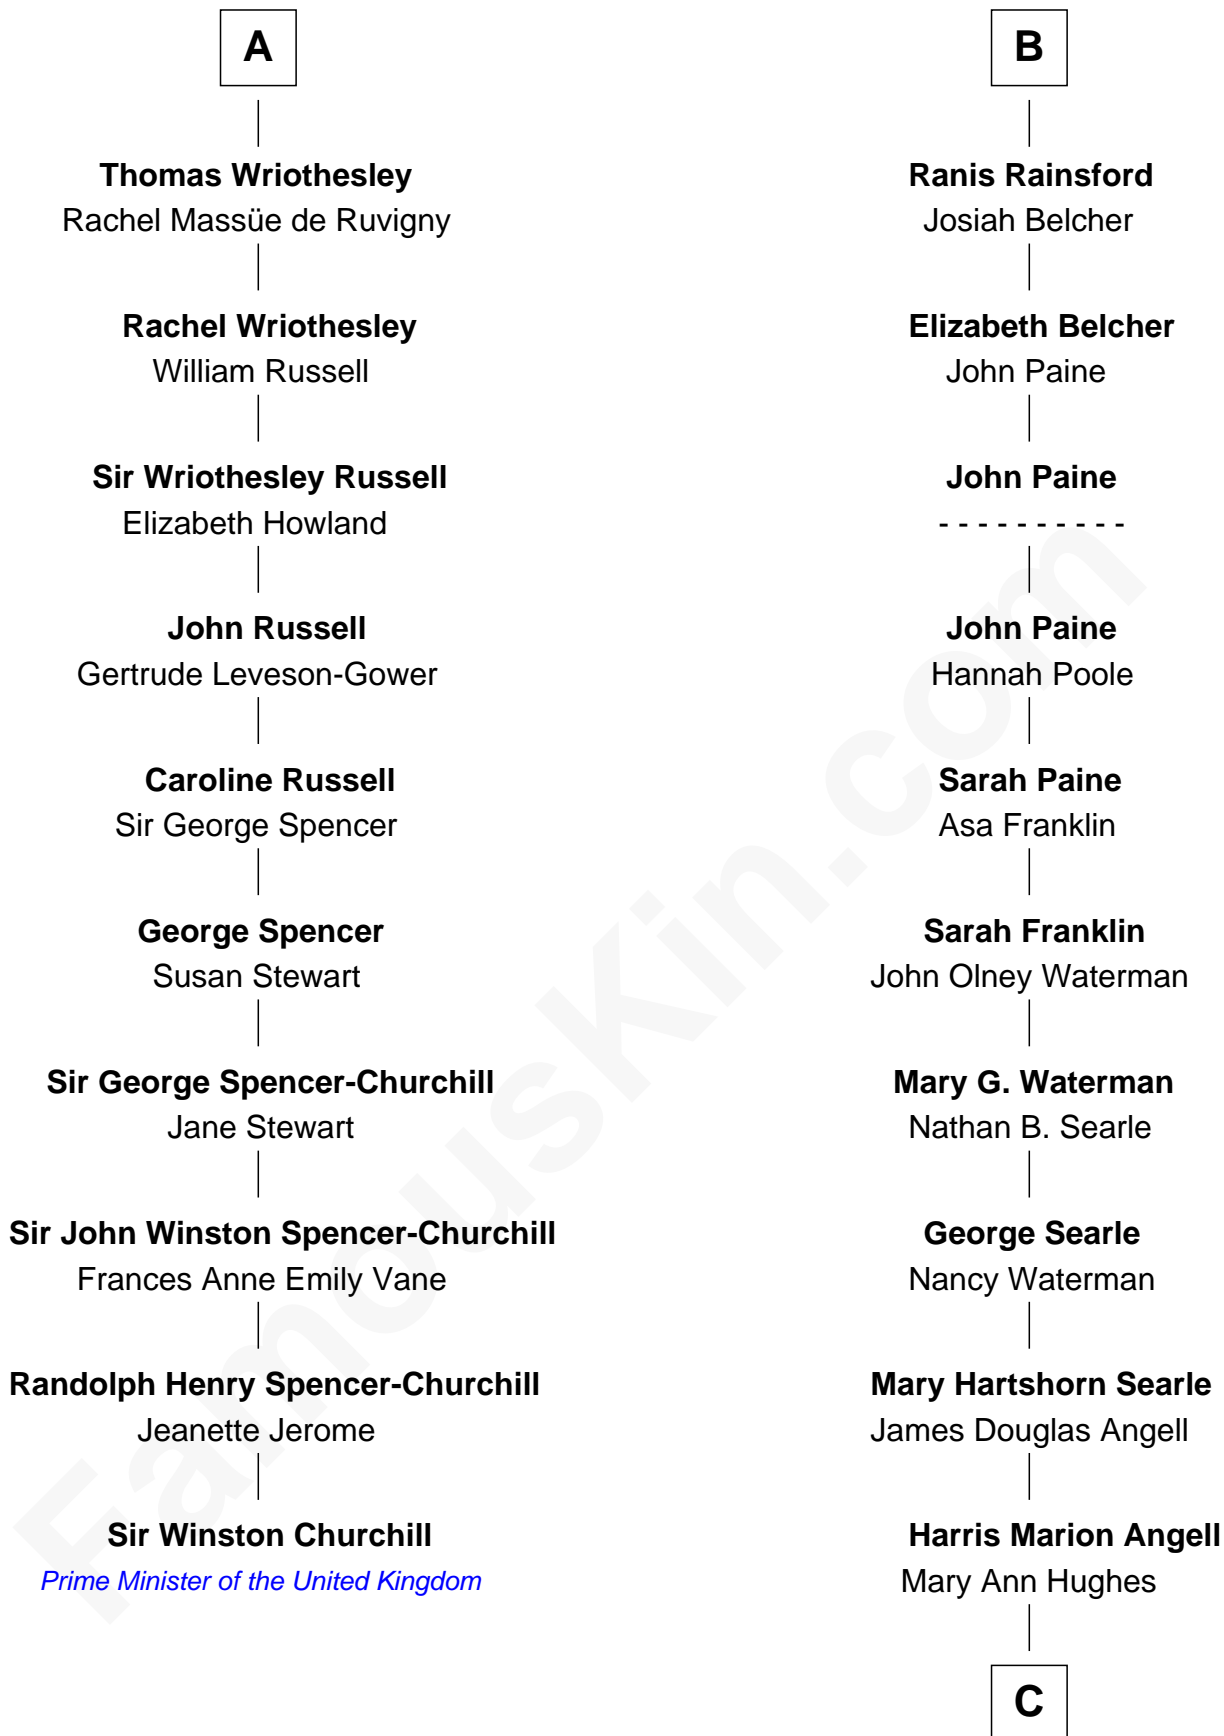 A
Thomas Wriothesley
Rachel Massüe de Ruvigny
Rachel Wriothesley
William Russell
Sir Wriothesley Russell
Elizabeth Howland
John Russell
Gertrude Leveson-Gower
Caroline Russell
Sir George Spencer
George Spencer
Susan Stewart
Sir George Spencer-Churchill
Jane Stewart
Sir John Winston Spencer-Churchill
Frances Anne Emily Vane
Randolph Henry Spencer-Churchill
Jeanette Jerome
Sir Winston Churchill
Prime Minister of the United Kingdom
B
Ranis Rainsford
Josiah Belcher
Elizabeth Belcher
John Paine
John Paine
- - - - - - - - - -
John Paine
Hannah Poole
Sarah Paine
Asa Franklin
Sarah Franklin
John Olney Waterman
Mary G. Waterman
Nathan B. Searle
George Searle
Nancy Waterman
Mary Hartshorn Searle
James Douglas Angell
Harris Marion Angell
Mary Ann Hughes
C
FamousKin.com